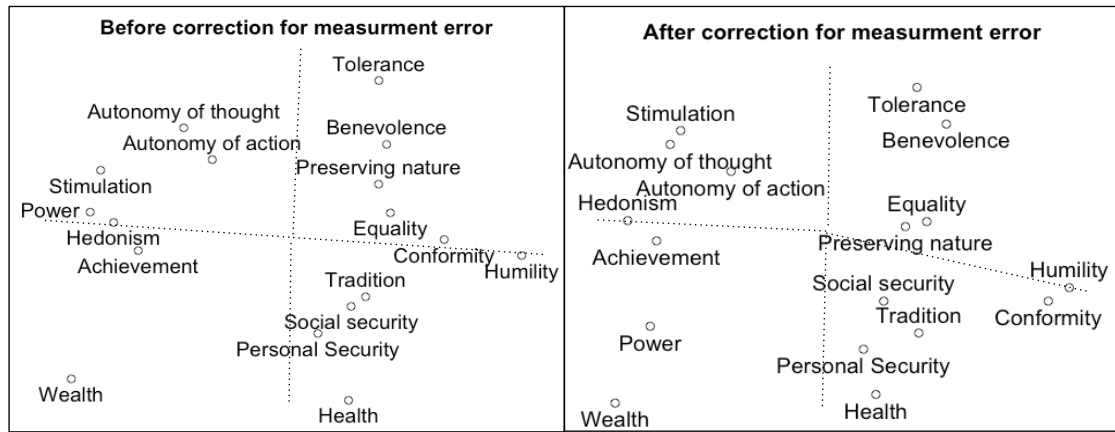 Before correction for measurment error
Tolerance
Autonomy of thought
Benevolence
Autonomy of action
Preserving nature
Stimulation
Power
Hedonism
Equality
Achievement
Conformity
Humility
Tradition
Social security
Personal Security
Wealth
Health
After correction for measurment error
Tolerance
Stimulation
Benevolence
Autonomy of thought
Autonomy of action
Hedonism
Equality
Achievement
Preserving nature
Humility
Social security
Conformity
Tradition
Power
Personal Security
Health
Wealth